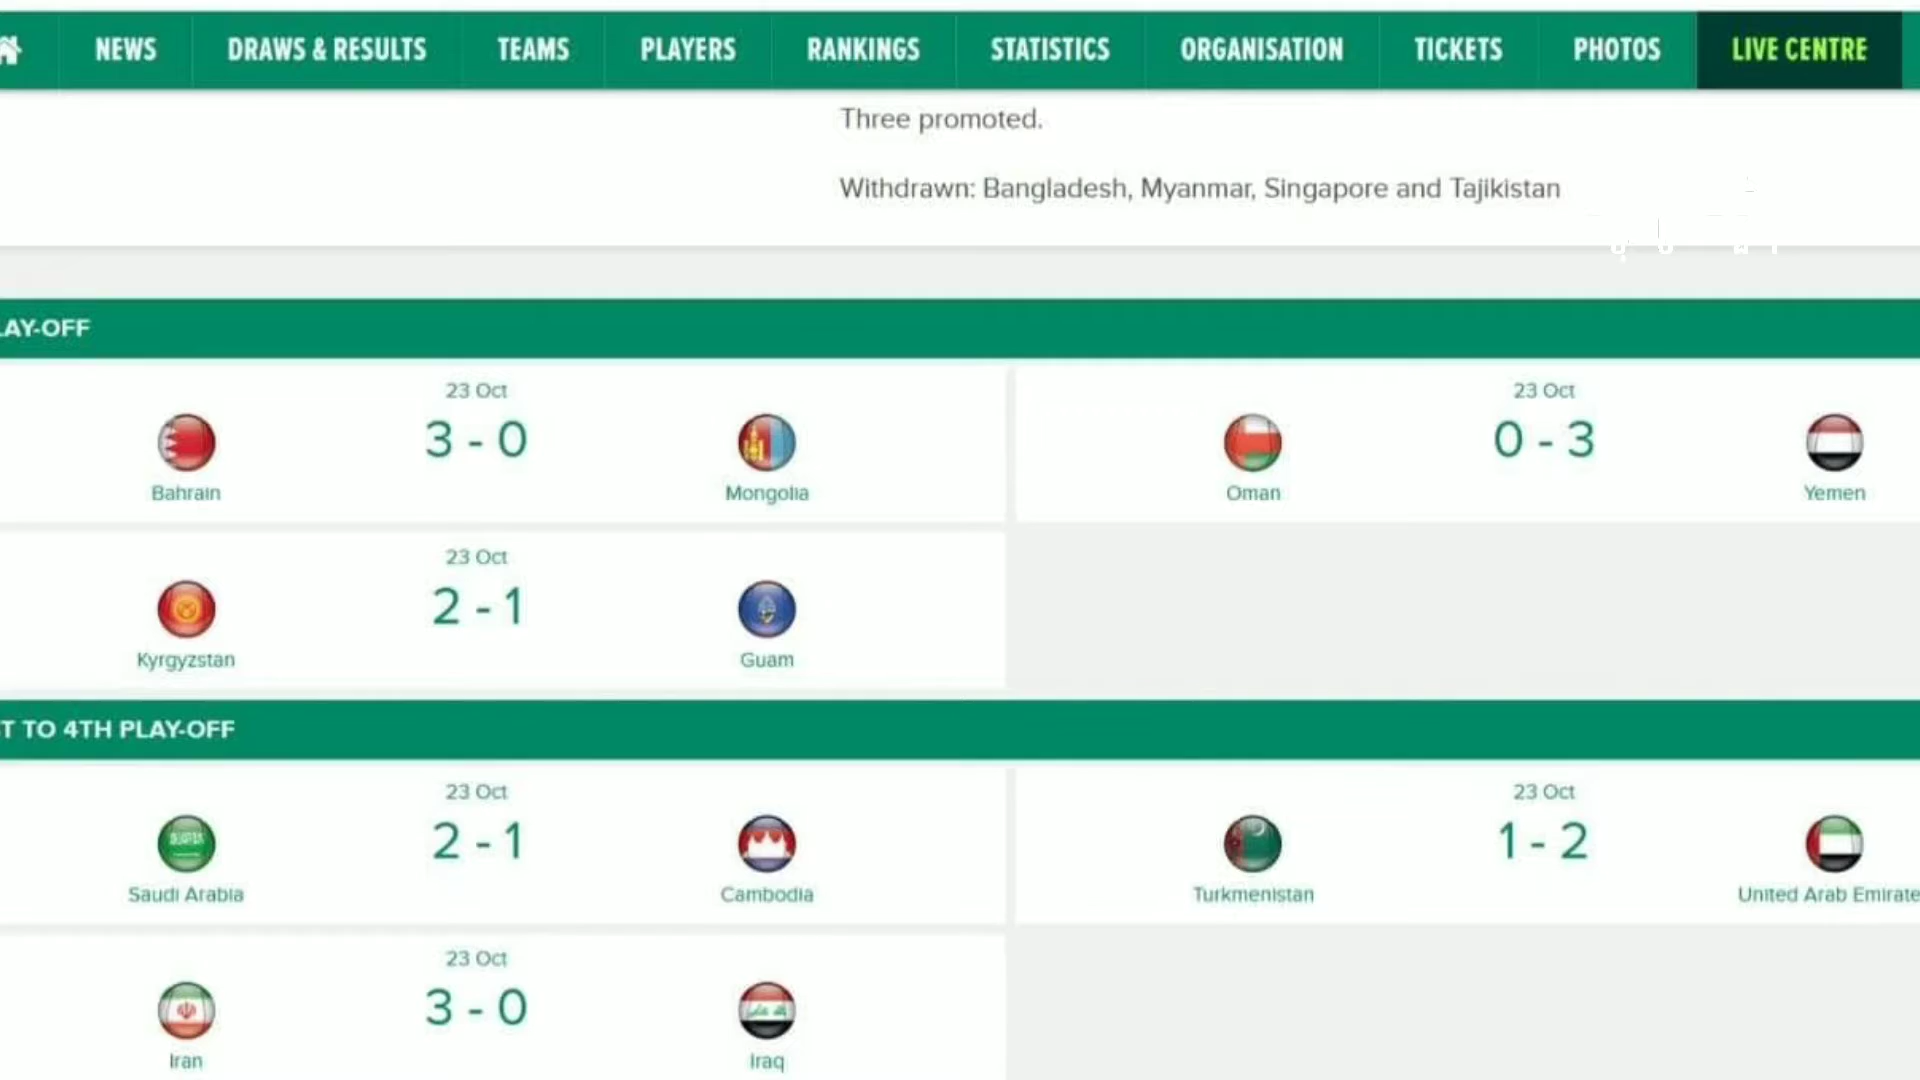 NEWS DRAWS & RESULTS TEAMS PLAYERS RANKINGS STATISTICS ORGANISATION TICKETS PHOTOS LIVE CENTRE
Three promoted.
Withdrawn: Bangladesh, Myanmar, Singapore and Tajikistan
LAY-OFF
23 Oct
3 - 0
Bahrain Mongolia
23 Oct
0 - 3
Oman Yemen
23 Oct
2 - 1
Kyrgyzstan Guam
T TO 4TH PLAY-OFF
23 Oct
2 - 1
Saudi Arabia Cambodia
23 Oct
1 - 2
Turkmenistan United Arab Emirate
23 Oct
3 - 0
Iran Iraq